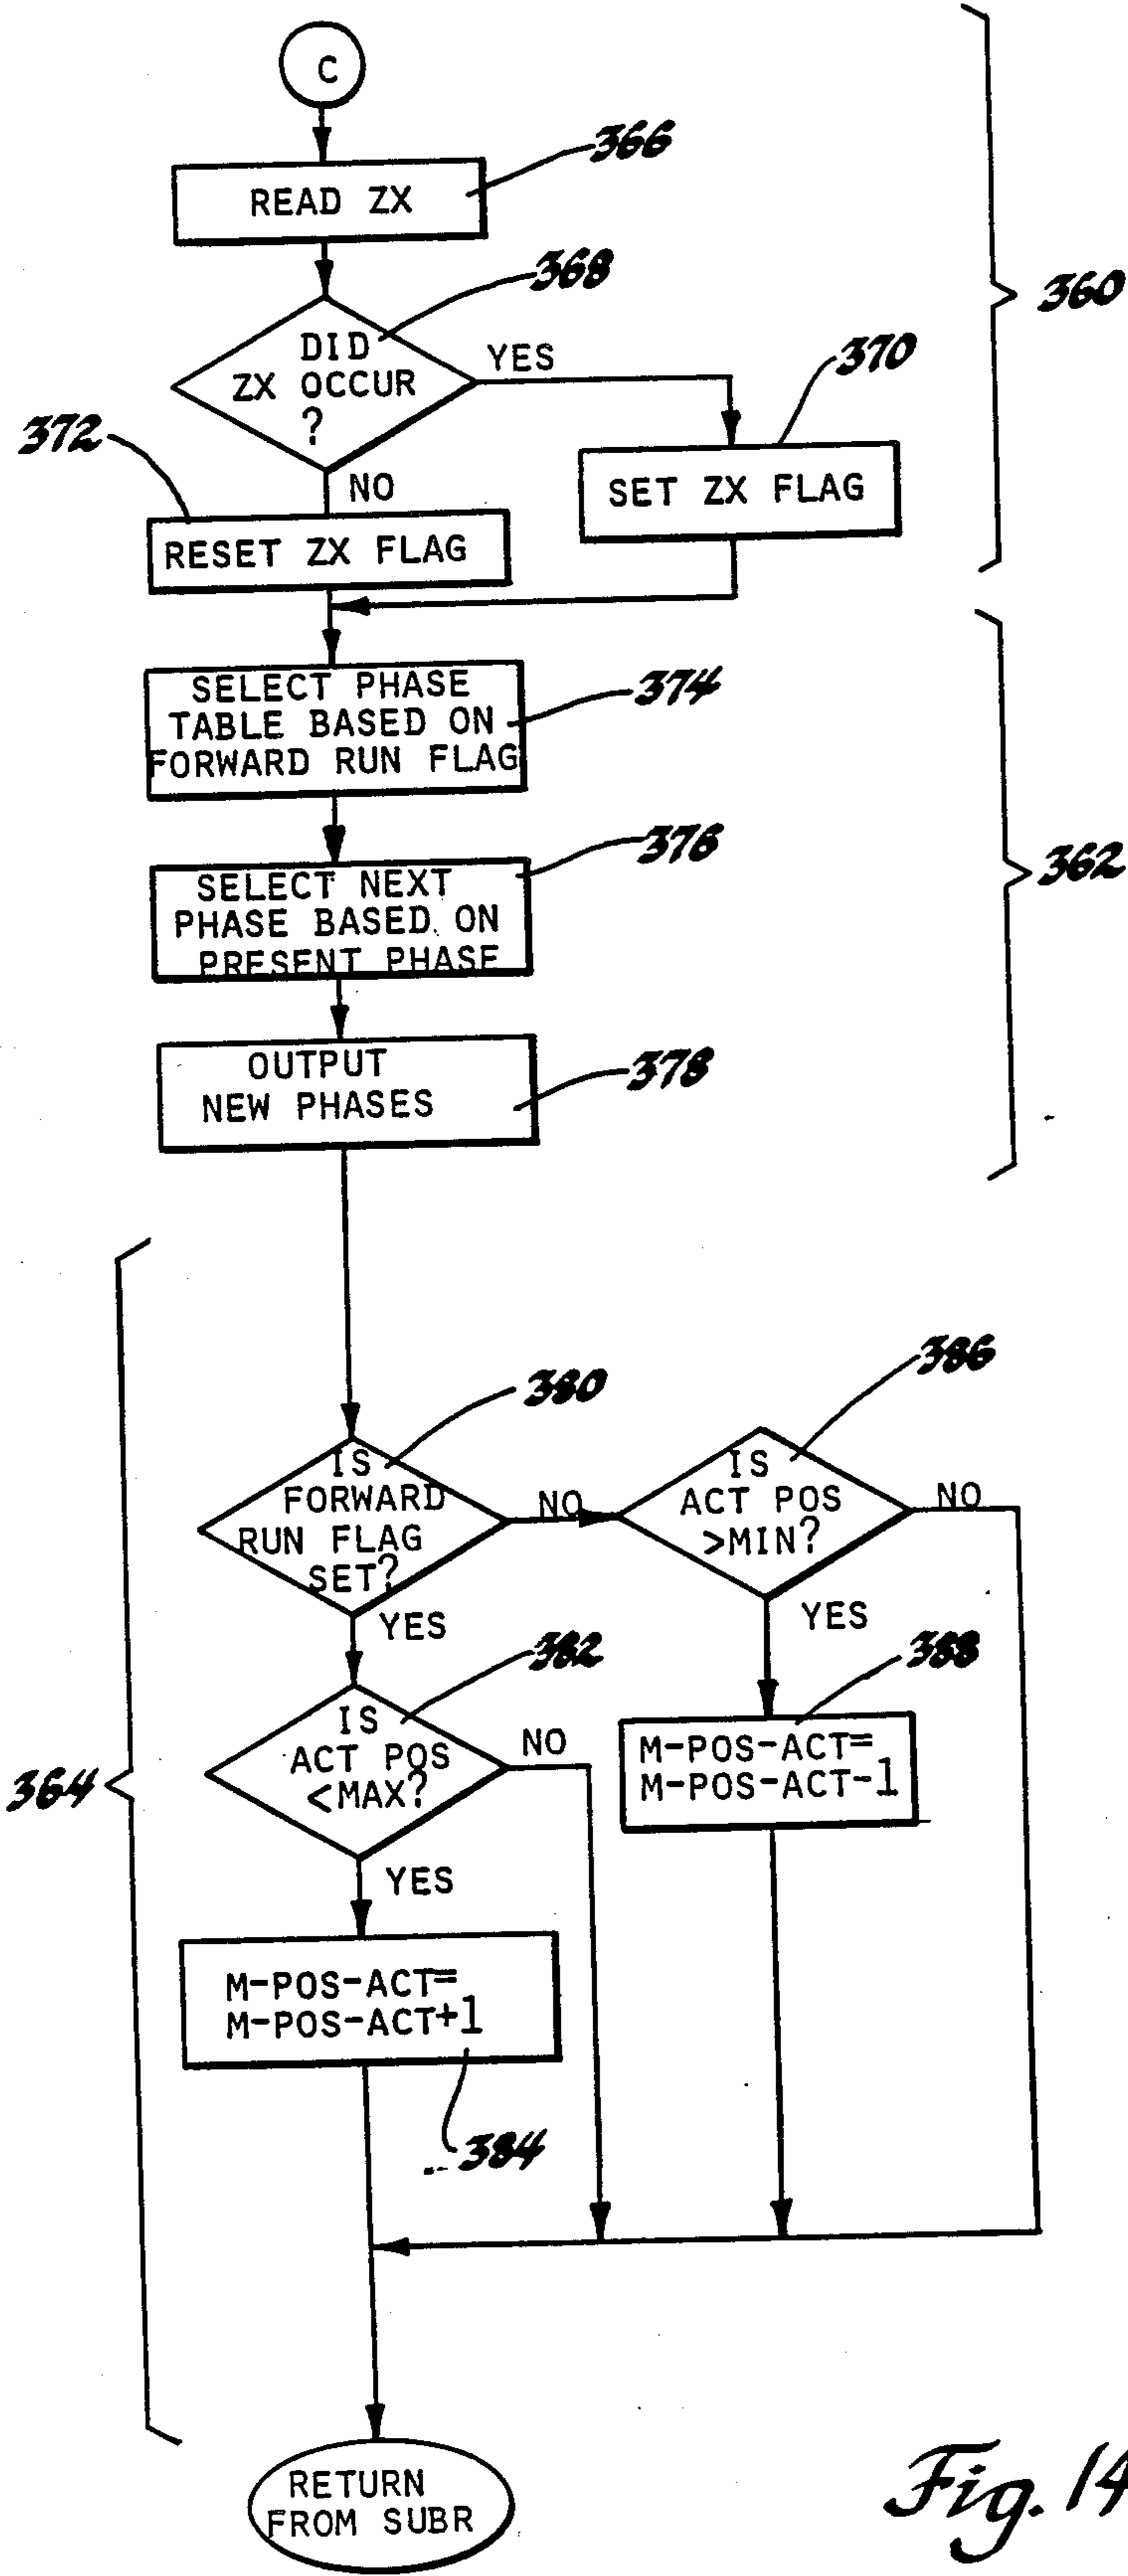 C
366
READ ZX
368
360
DID
ZX OCCUR
?
YES
370
372
NO
SET ZX FLAG
RESET ZX FLAG
SELECT PHASE
TABLE BASED ON
FORWARD RUN FLAG
374
362
376
SELECT NEXT
PHASE BASED ON
PRESENT PHASE
OUTPUT
NEW PHASES
378
380
386
IS
FORWARD
RUN FLAG
SET?
NO
IS
ACT POS
>MIN?
NO
YES
YES
382
388
364
IS
ACT POS
<MAX?
NO
M-POS-ACT=
M-POS-ACT-1
YES
M-POS-ACT=
M-POS-ACT+1
384
RETURN
FROM SUBR
Fig. 14